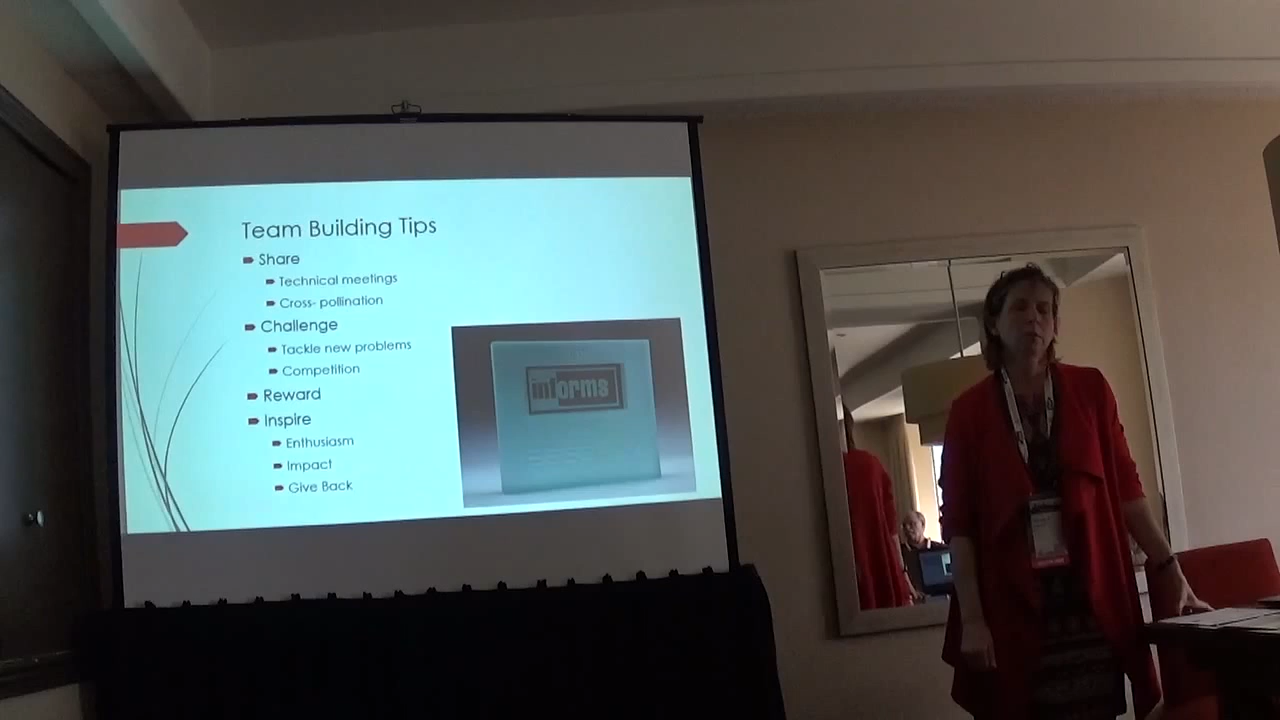 Team Building Tips
Share
Technical meetings
Cross- pollination
Challenge
Tackle new problems
Competition
Reward
Inspire
Enthusiasm
Impact
Give Back
informs